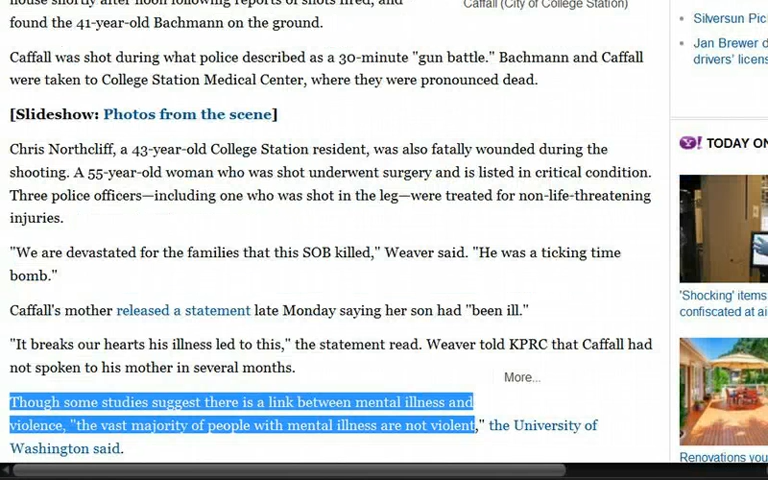 house shortly after noon following reports of shots fired, and
found the 41-year-old Bachmann on the ground.
Caffall (City of College Station)
Caffall was shot during what police described as a 30-minute "gun battle." Bachmann and Caffall
were taken to College Station Medical Center, where they were pronounced dead.
[Slideshow: Photos from the scene]
Chris Northcliff, a 43-year-old College Station resident, was also fatally wounded during the
shooting. A 55-year-old woman who was shot underwent surgery and is listed in critical condition.
Three police officers—including one who was shot in the leg—were treated for non-life-threatening
injuries.
"We are devastated for the families that this SOB killed," Weaver said. "He was a ticking time
bomb."
Caffall's mother released a statement late Monday saying her son had "been ill."
"It breaks our hearts his illness led to this," the statement read. Weaver told KPRC that Caffall had
not spoken to his mother in several months.
More...
Though some studies suggest there is a link between mental illness and
violence, "the vast majority of people with mental illness are not violent," the University of
Washington said.
Silversun Pic
Jan Brewer d
drivers' licens
Y! TODAY ON
'Shocking' items
confiscated at ai
Renovations you